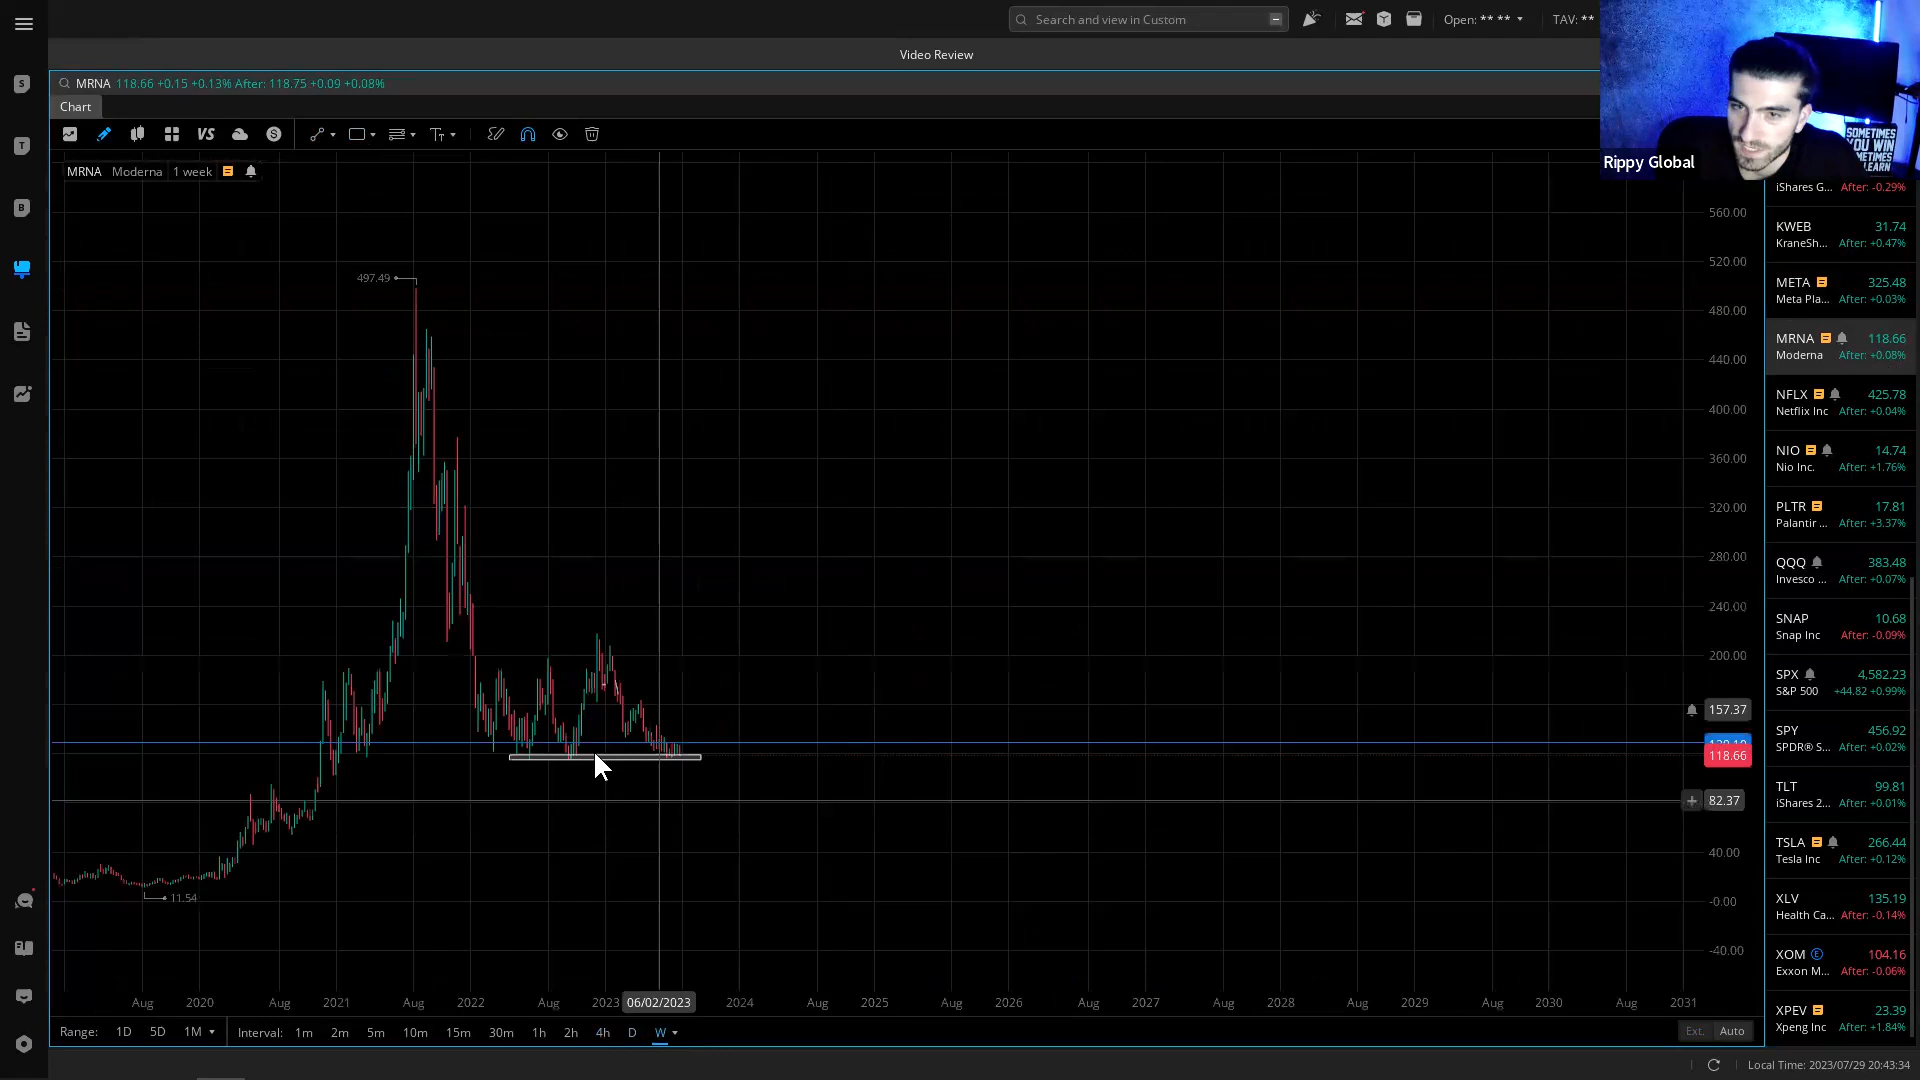 Search and view in Custom
Open: ** **
TAV: **
Video Review
MRNA 118.66 +0.15 +0.13% After: 118.75 +0.09 +0.08%
Chart
VS
MRNA Moderna 1 week
Rippy Global
SOMETIMES
YOU WIN
SOMETIMES
LEARN
S
T
B
497.49
11.54
560.00
520.00
480.00
440.00
400.00
360.00
320.00
280.00
240.00
200.00
157.37
118.66
82.37
40.00
-0.00
-40.00
Aug 2020 Aug 2021 Aug 2022 Aug 2023 06/02/2023 2024 Aug 2025 Aug 2026 Aug 2027 Aug 2028 Aug 2029 Aug 2030 Aug 2031
Range: 1D 5D 1M Interval: 1m 2m 5m 10m 15m 30m 1h 2h 4h D W
Ext. Auto
iShares G... After: -0.29%
KWEB 31.74
KraneSh... After: +0.47%
META 325.48
Meta Pla... After: +0.03%
MRNA 118.66
Moderna After: +0.08%
NFLX 425.78
Netflix Inc After: +0.04%
NIO 14.74
Nio Inc. After: +1.76%
PLTR 17.81
Palantir ... After: +3.37%
QQQ 383.48
Invesco ... After: +0.07%
SNAP 10.68
Snap Inc After: -0.09%
SPX 4,582.23
S&P 500 +44.82 +0.99%
SPY 456.92
SPDR® S... After: +0.02%
TLT 99.81
iShares 2... After: +0.01%
TSLA 266.44
Tesla Inc After: +0.12%
XLV 135.19
Health Ca... After: -0.14%
XOM E 104.16
Exxon M... After: -0.06%
XPEV 23.39
Xpeng Inc After: +1.84%
Local Time: 2023/07/29 20:43:34